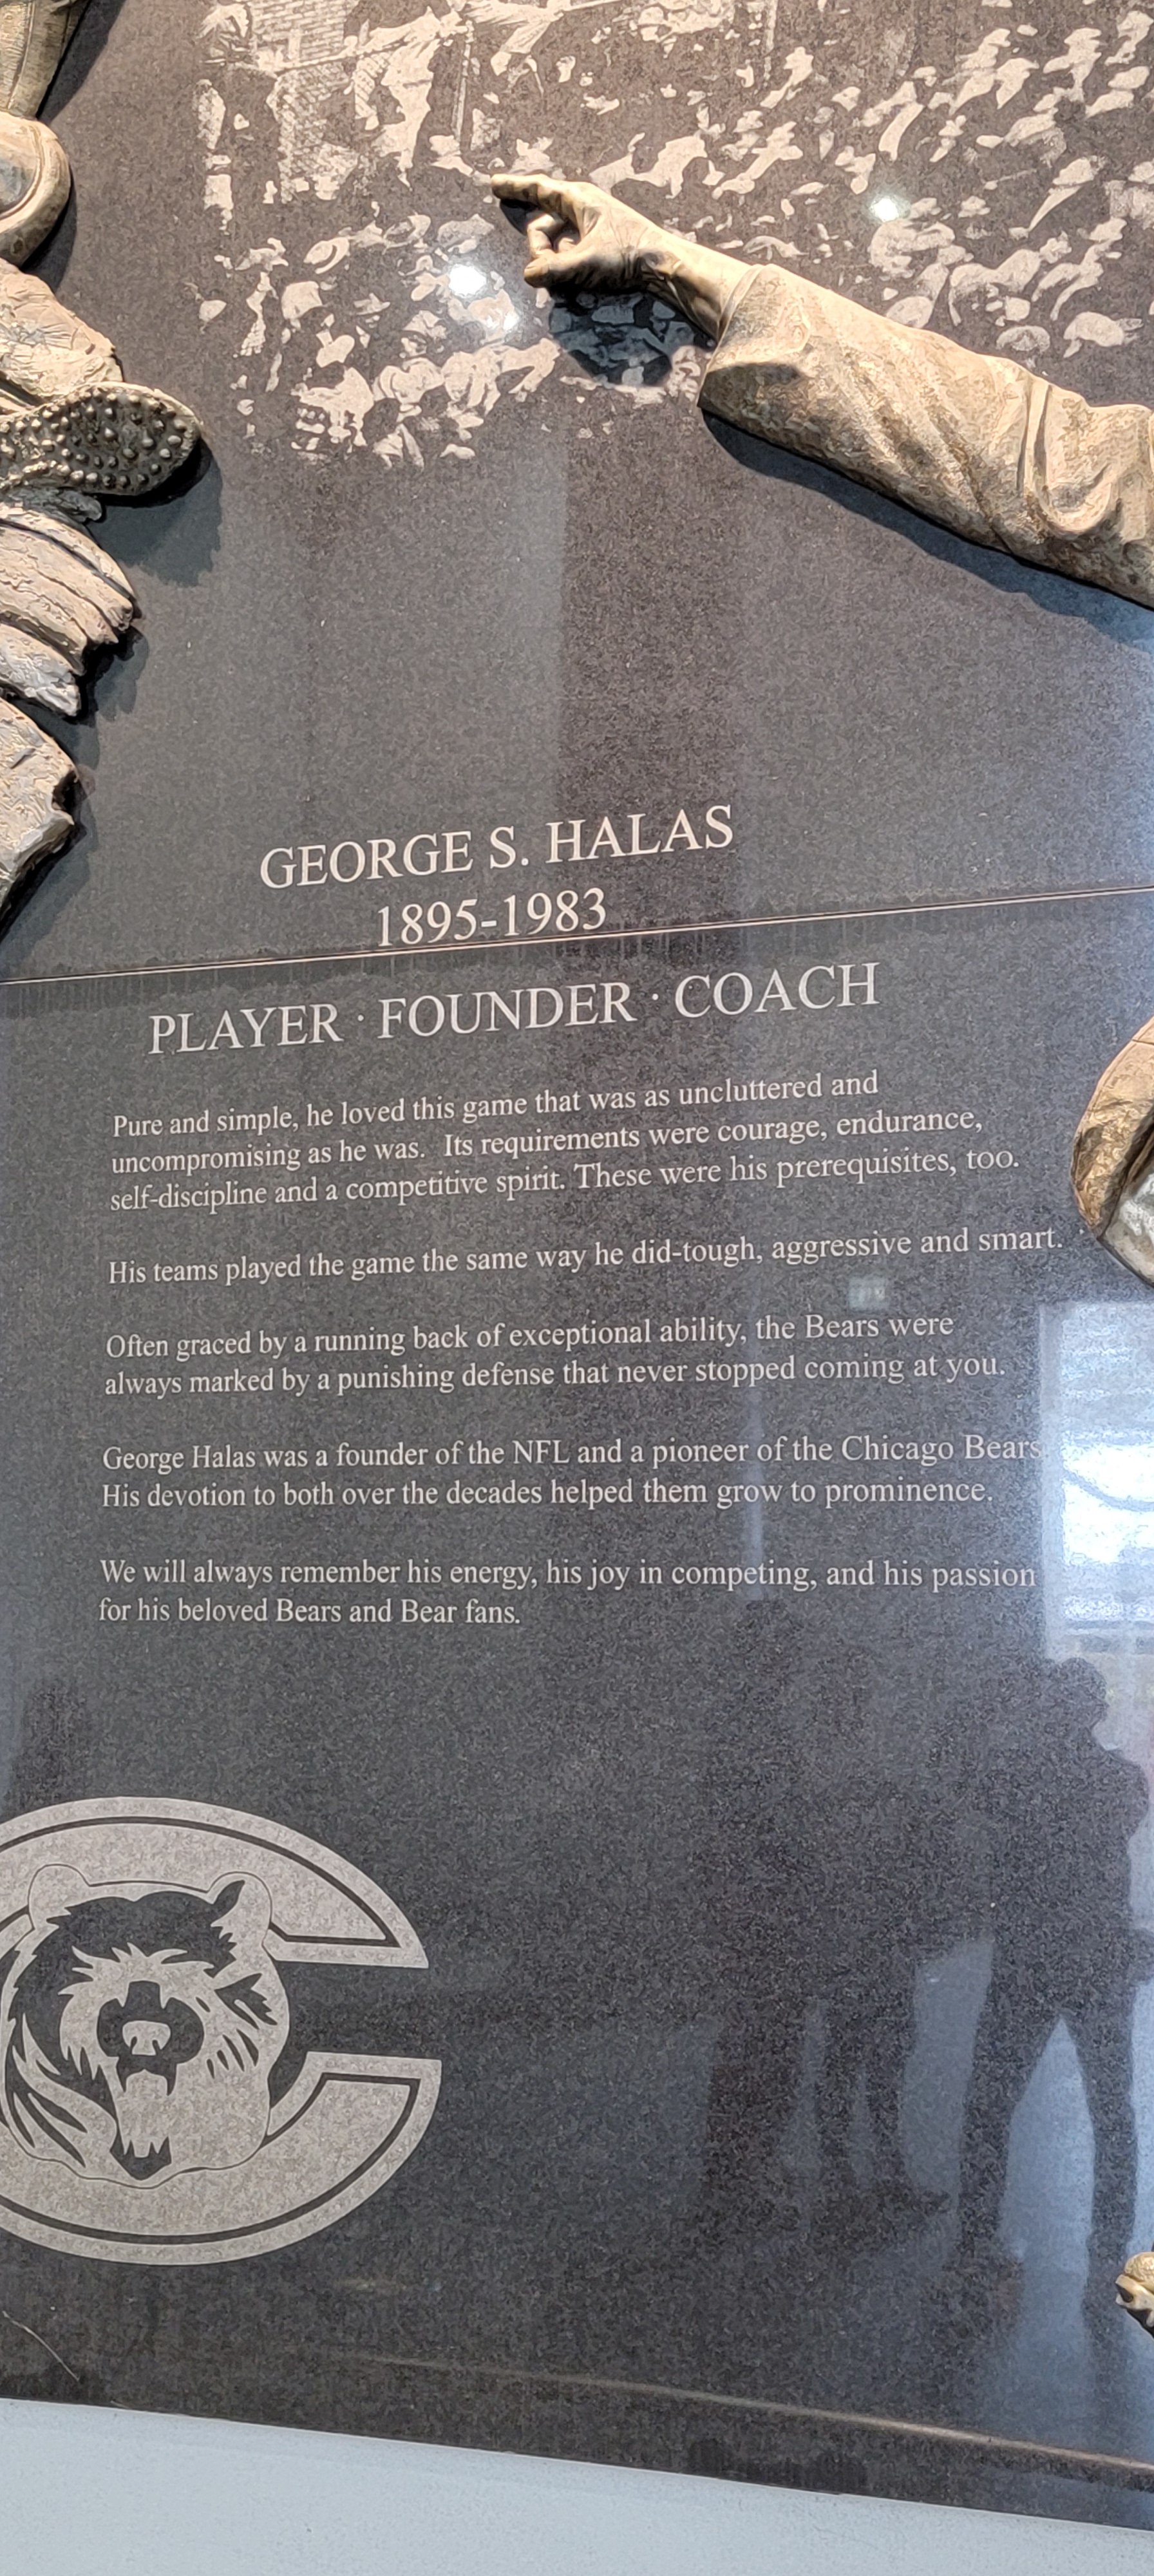 GEORGE S. HALAS
1895-1983
PLAYER · FOUNDER · COACH
Pure and simple, he loved this game that was as uncluttered and
uncompromising as he was. Its requirements were courage, endurance,
self-discipline and a competitive spirit. These were his prerequisites, too.
His teams played the game the same way he did-tough, aggressive and smart.
Often graced by a running back of exceptional ability, the Bears were
always marked by a punishing defense that never stopped coming at you.
George Halas was a founder of the NFL and a pioneer of the Chicago Bears
His devotion to both over the decades helped them grow to prominence.
We will always remember his energy, his joy in competing, and his passion
for his beloved Bears and Bear fans.